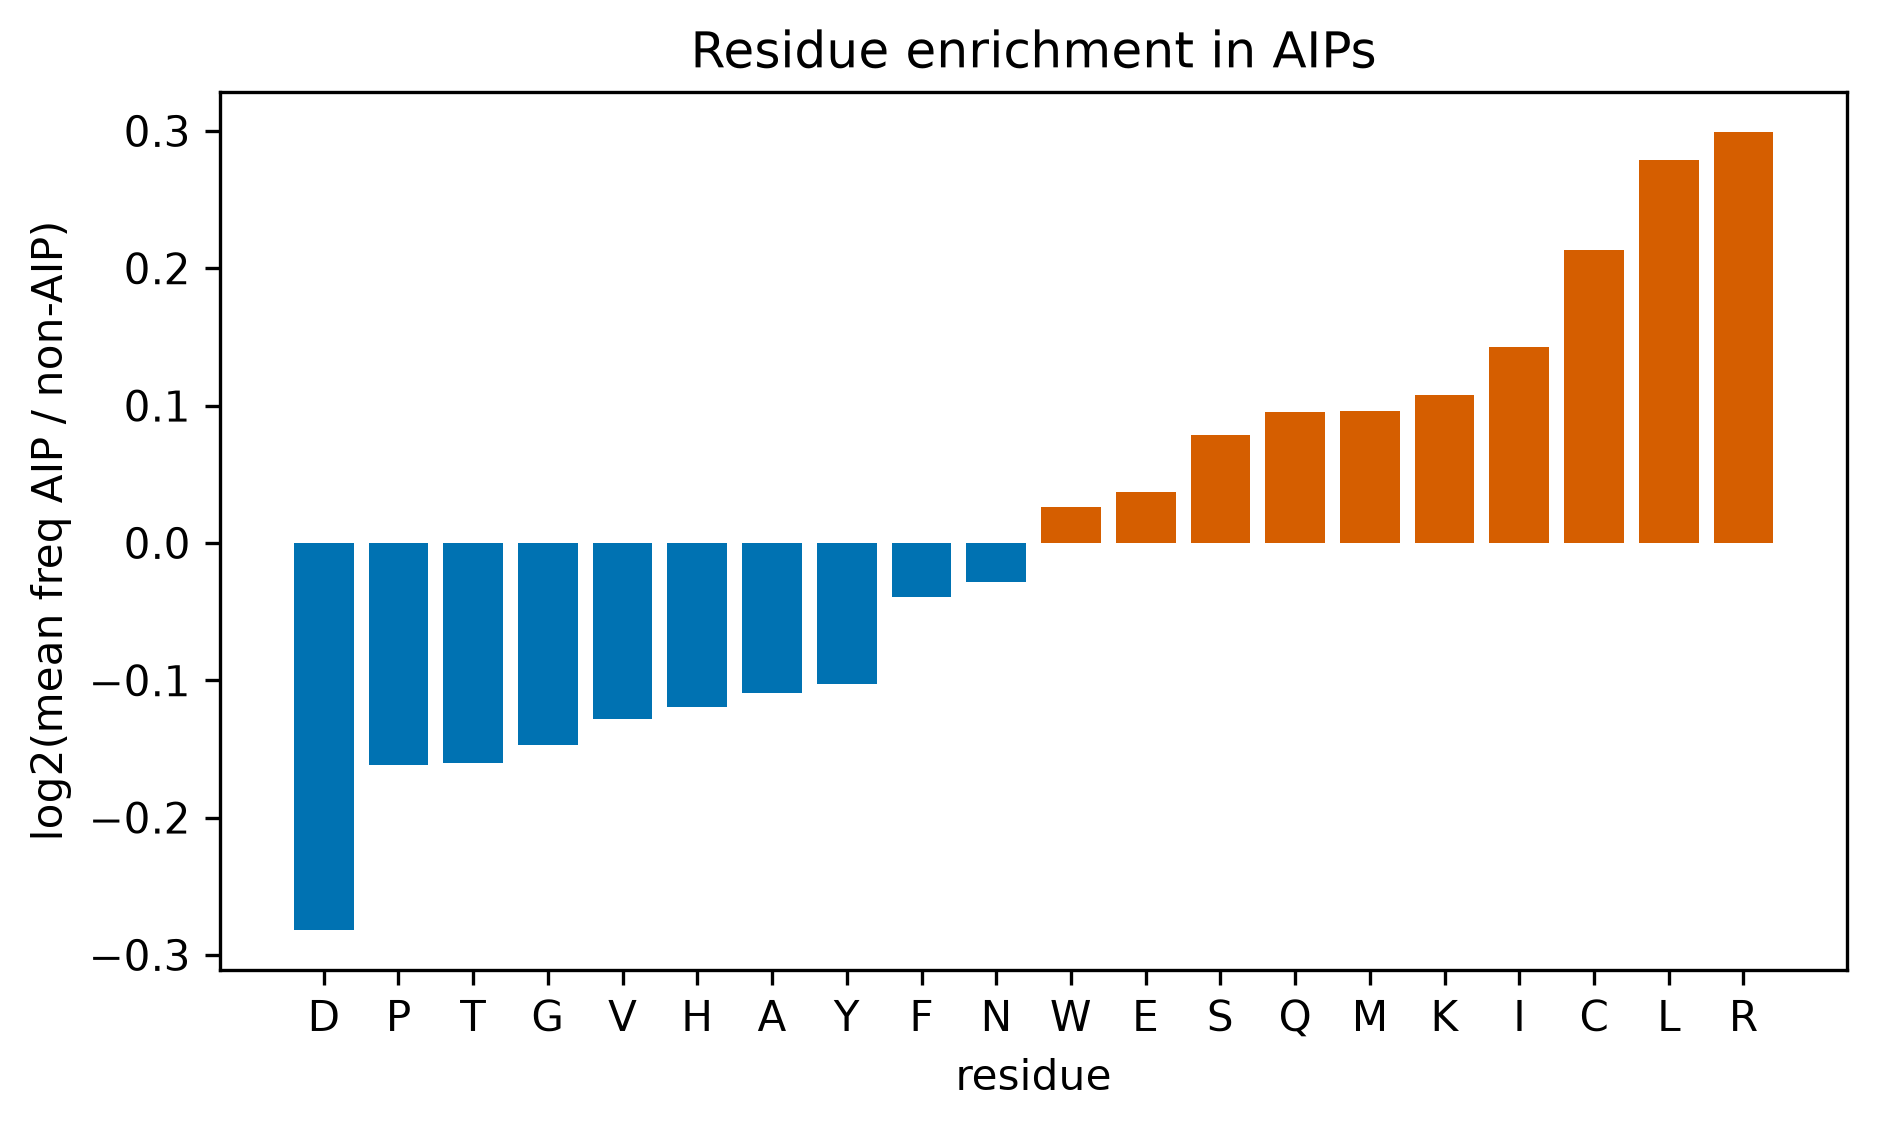 Residue enrichment in AIPs
log2(mean freq AIP / non-AIP)
0.3
0.2
0.1
0.0
−0.1
−0.2
−0.3
D P T G V H A Y F N W E S Q M K I C L R
residue